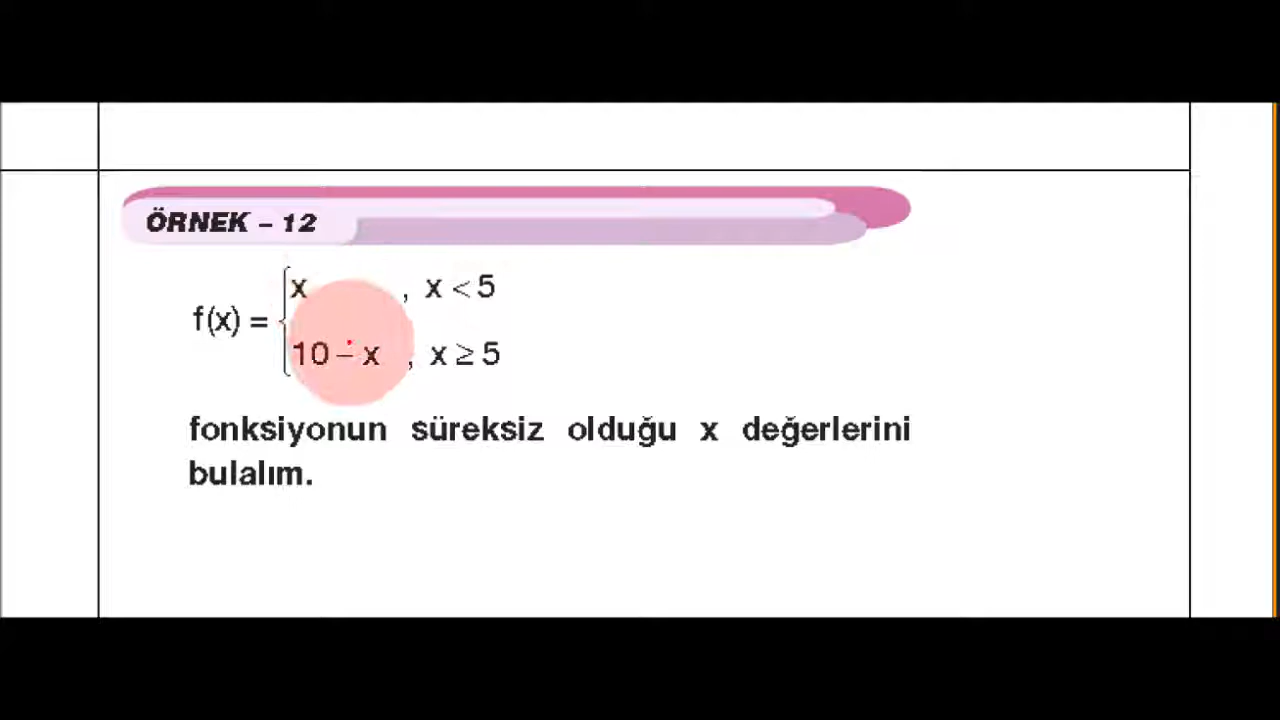 ÖRNEK – 12
x , x < 5
f(x) =
10 – x , x ≥ 5
fonksiyonun süreksiz olduğu x değerlerini
bulalım.